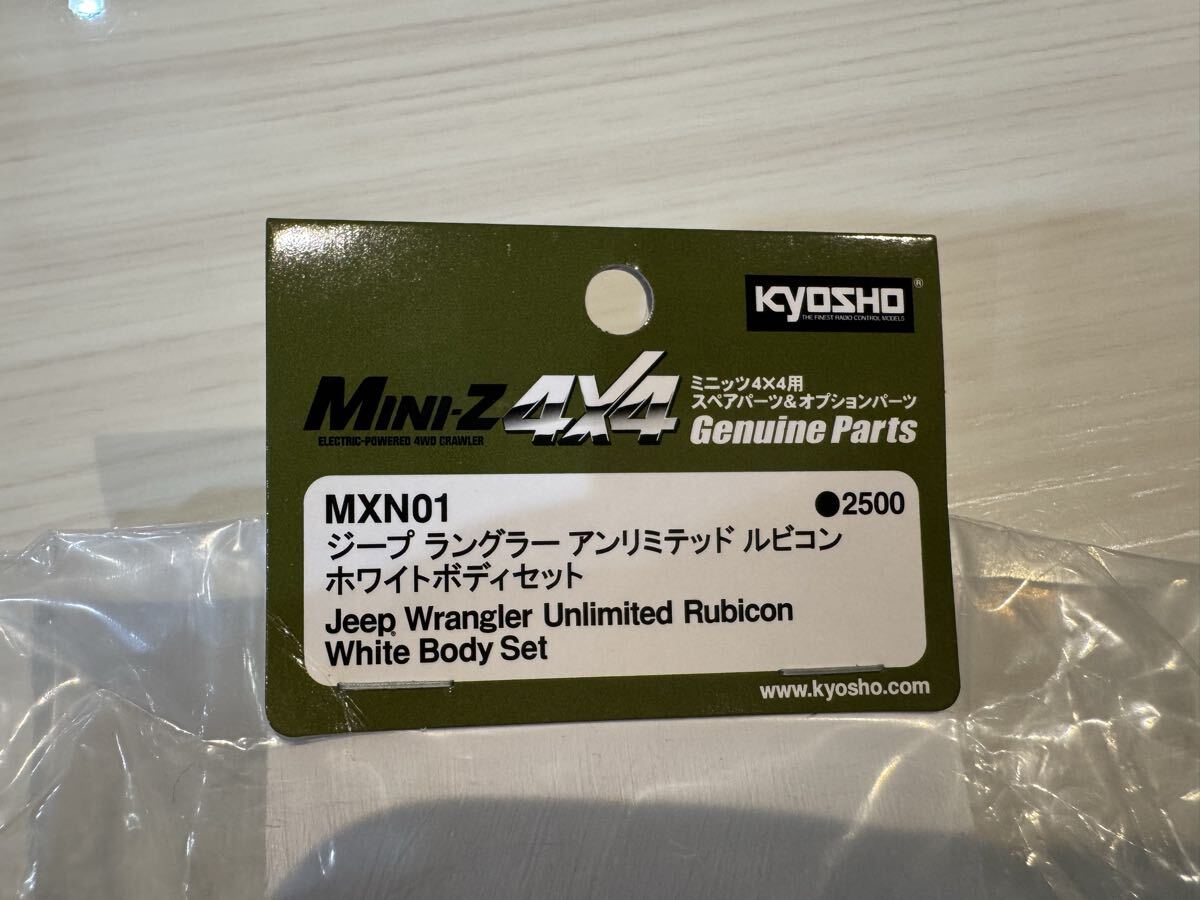 KYOSHO®
THE FINEST RADIO CONTROL MODELS
MINI-Z 4×4
ELECTRIC-POWERED 4WD CRAWLER
ミニッツ4×4用
スペアパーツ&オプションパーツ
Genuine Parts
MXN01 ●2500
ジープ ラングラー アンリミテッド ルビコン
ホワイトボディセット
Jeep Wrangler Unlimited Rubicon
White Body Set
www.kyosho.com